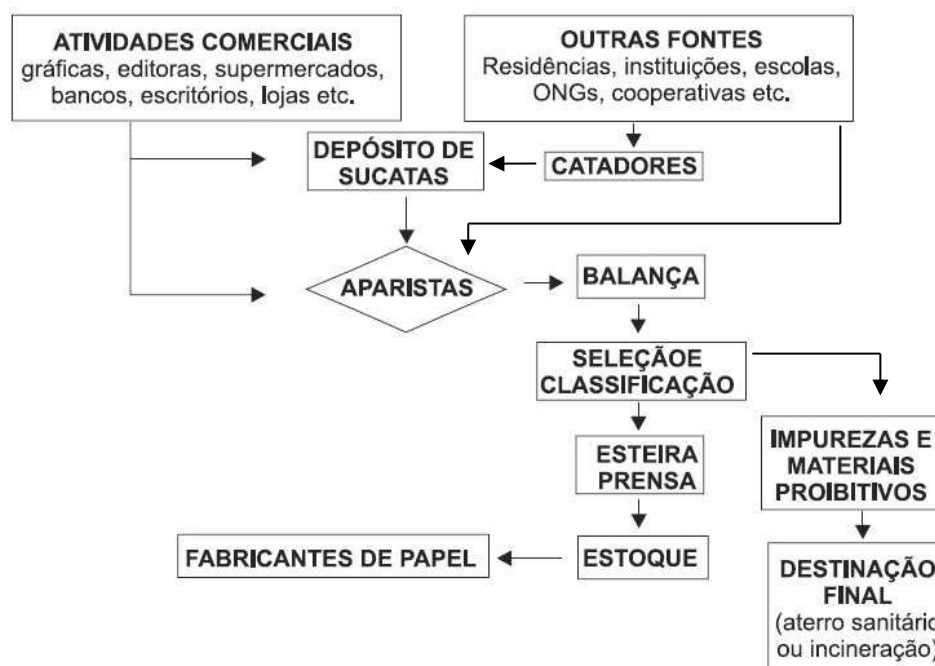 ATIVIDADES COMERCIAIS
gráficas, editoras, supermercados,
bancos, escritórios, lojas etc.
OUTRAS FONTES
Residências, instituições, escolas,
ONGs, cooperativas etc.
DEPÓSITO DE
SUCATAS
CATADORES
APARISTAS
BALANÇA
SELEÇÃOE
CLASSIFICAÇÃO
ESTEIRA
PRENSA
IMPUREZAS E
MATERIAIS
PROIBITIVOS
FABRICANTES DE PAPEL
ESTOQUE
DESTINAÇÃO
FINAL
(aterro sanitário
ou incineração)